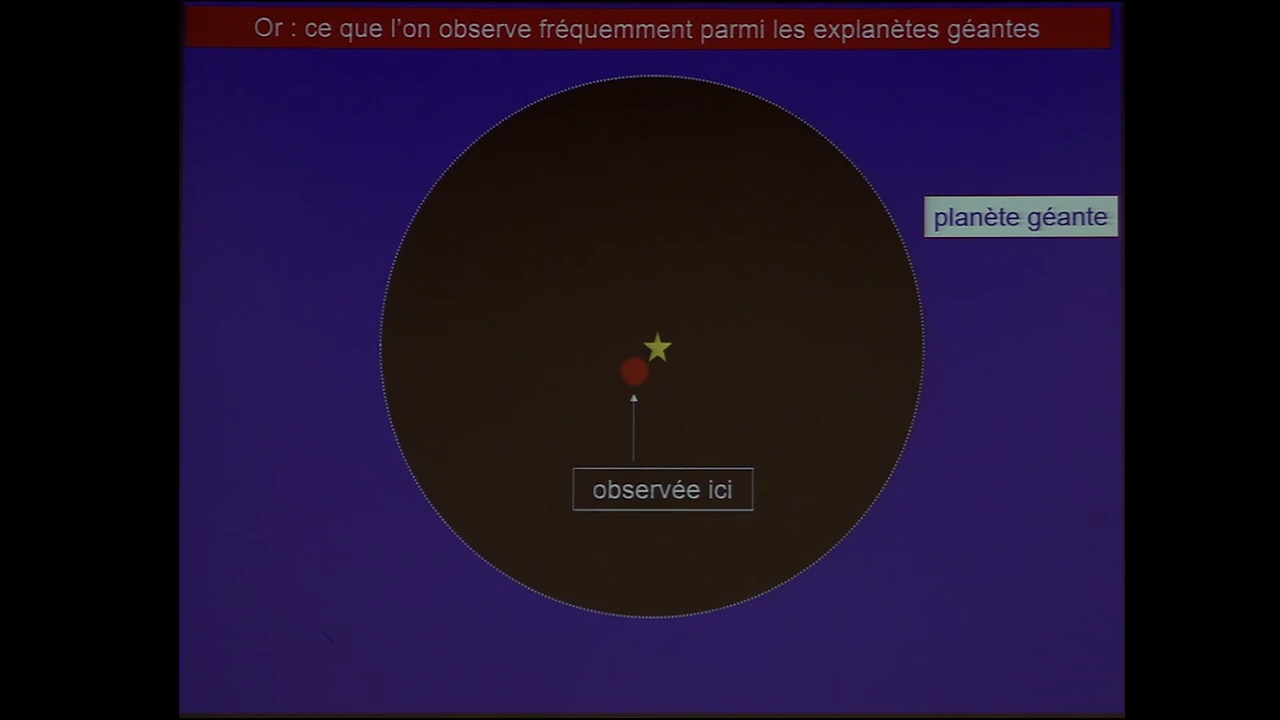 Or : ce que l'on observe fréquemment parmi les explanètes géantes
planète géante
observée ici